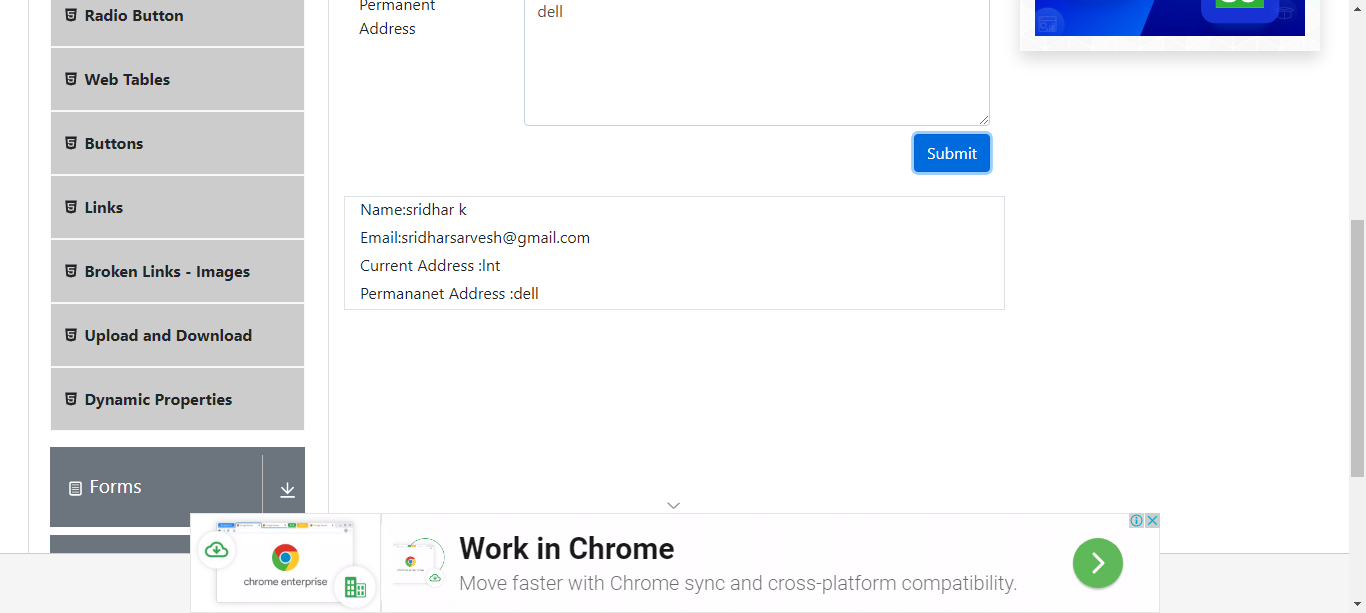 Radio Button
Web Tables
Buttons
Links
Broken Links - Images
Upload and Download
Dynamic Properties
Forms
Permanent
Address
dell
Submit
Name:sridhar k
Email:sridharsarvesh@gmail.com
Current Address :lnt
Permananet Address :dell
chrome enterprise
Work in Chrome
Move faster with Chrome sync and cross-platform compatibility.